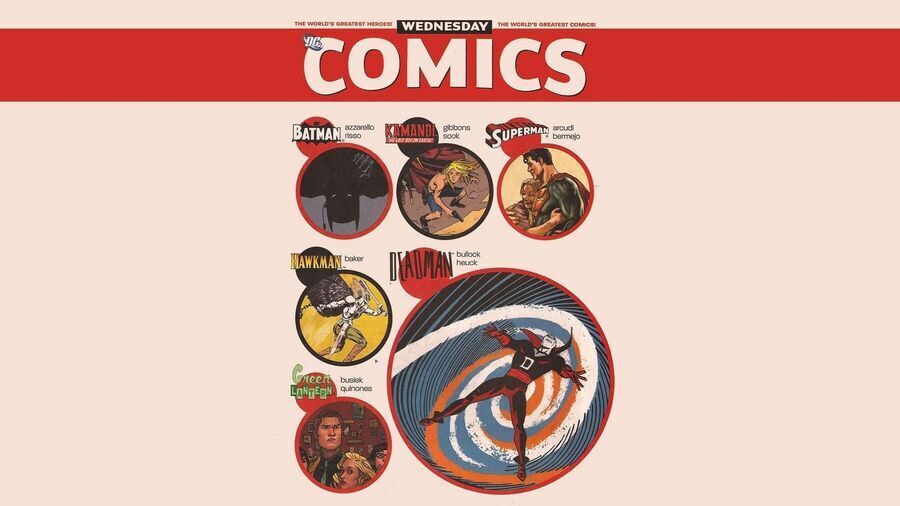 THE WORLD'S GREATEST HEROES! WEDNESDAY THE WORLD'S GREATEST COMICS!
DC COMICS
BATMAN azzarello
risso
KAMANDI gibbons
THE LAST BOY ON EARTH! sook
SUPERMAN arcudi
bermejo
HAWKMAN baker
DEADMAN bullock
heuck
Green
LANTERN
busiek
quinones
D